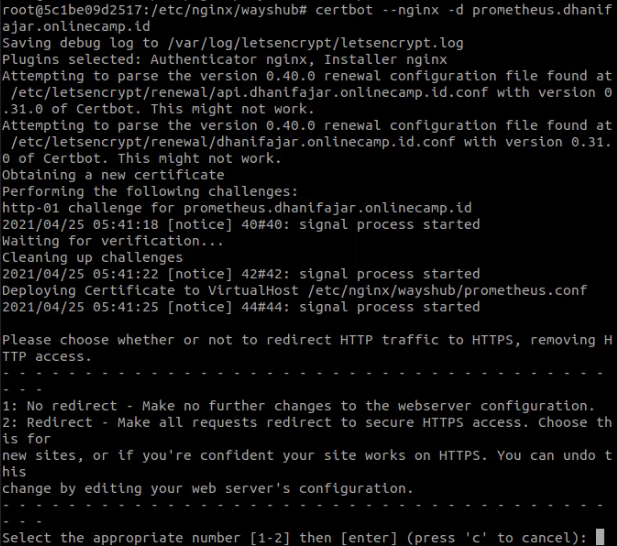 root@5c1be09d2517:/etc/nginx/wayshub# certbot --nginx -d prometheus.dhanif
ajar.onlinecamp.id
Saving debug log to /var/log/letsencrypt/letsencrypt.log
Plugins selected: Authenticator nginx, Installer nginx
Attempting to parse the version 0.40.0 renewal configuration file found at
 /etc/letsencrypt/renewal/api.dhanifajar.onlinecamp.id.conf with version 0
.31.0 of Certbot. This might not work.
Attempting to parse the version 0.40.0 renewal configuration file found at
 /etc/letsencrypt/renewal/dhanifajar.onlinecamp.id.conf with version 0.31.
0 of Certbot. This might not work.
Obtaining a new certificate
Performing the following challenges:
http-01 challenge for prometheus.dhanifajar.onlinecamp.id
2021/04/25 05:41:18 [notice] 40#40: signal process started
Waiting for verification...
Cleaning up challenges
2021/04/25 05:41:22 [notice] 42#42: signal process started
Deploying Certificate to VirtualHost /etc/nginx/wayshub/prometheus.conf
2021/04/25 05:41:25 [notice] 44#44: signal process started
Please choose whether or not to redirect HTTP traffic to HTTPS, removing H
TTP access.
- - - - - - - - - - - - - - - - - - - - - - - - - - - - - - - - - - - - -
- - -
1: No redirect - Make no further changes to the webserver configuration.
2: Redirect - Make all requests redirect to secure HTTPS access. Choose th
is for
new sites, or if you're confident your site works on HTTPS. You can undo t
his
change by editing your web server's configuration.
- - - - - - - - - - - - - - - - - - - - - - - - - - - - - - - - - - - - -
- - -
Select the appropriate number [1-2] then [enter] (press 'c' to cancel):